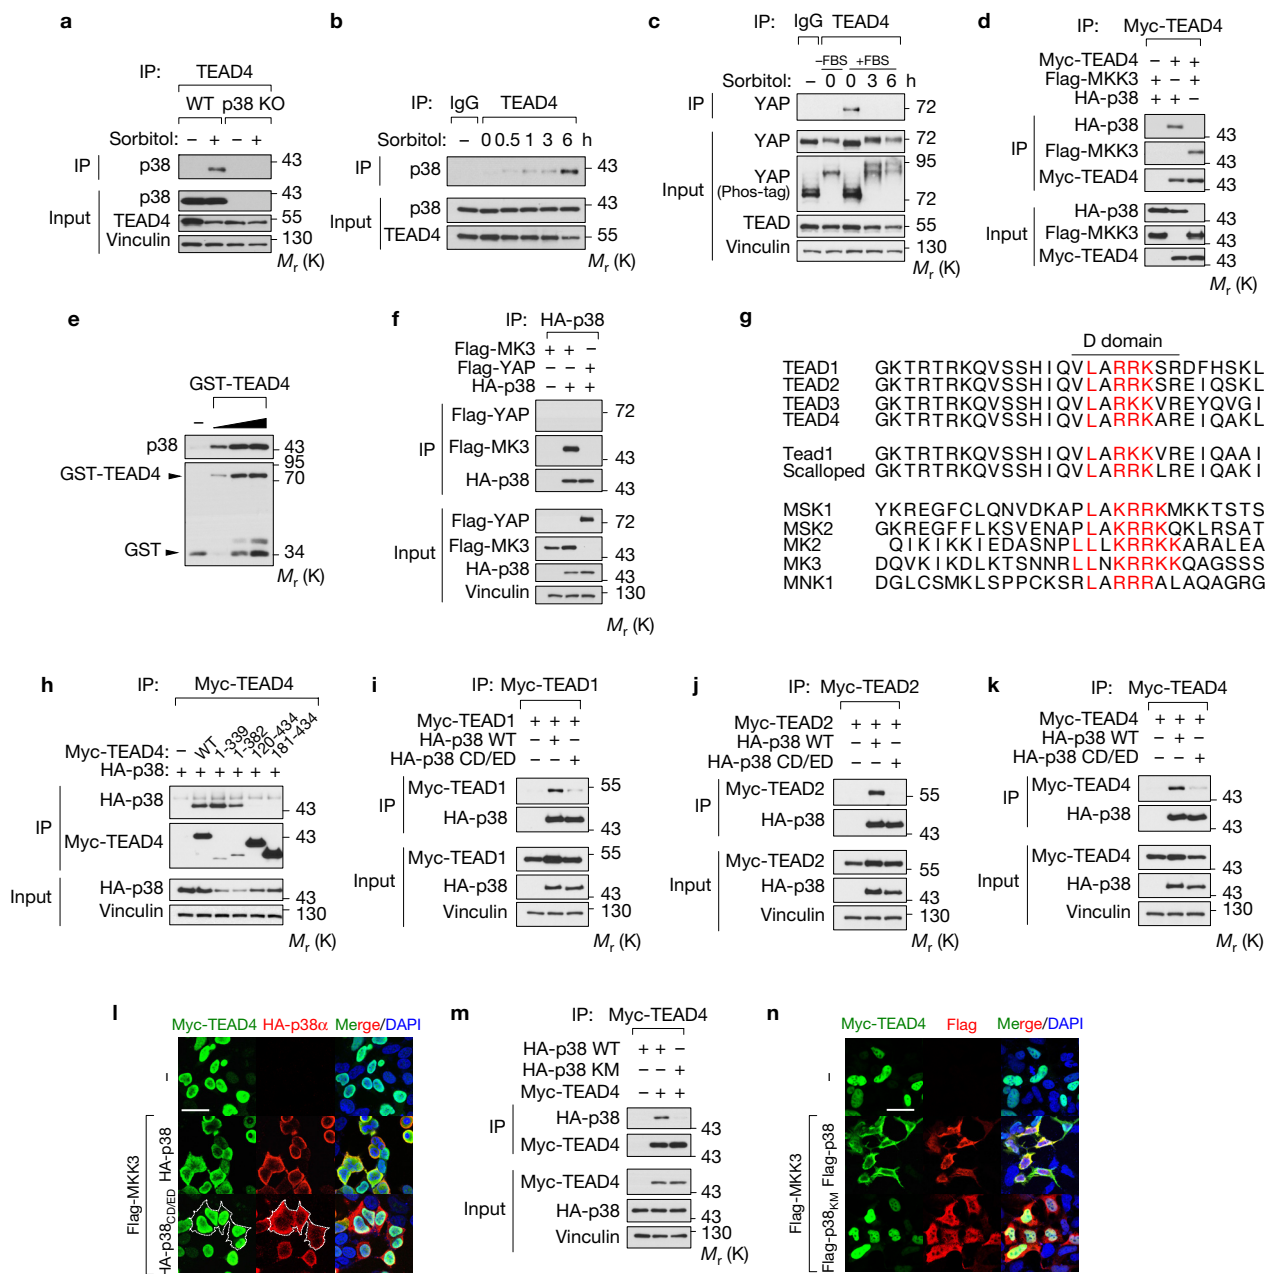 a
IP: TEAD4
WT p38 KO
Sorbitol: – + – +
IP p38 43
Input p38 43
TEAD4 55
Vinculin 130
Mr (K)
b
IP: IgG TEAD4
Sorbitol: – 0 0.5 1 3 6 h
IP p38 43
Input p38 43
TEAD4 55
Mr (K)
c
IP: IgG TEAD4
–FBS +FBS
Sorbitol: – 0 0 3 6 h
IP YAP 72
Input YAP 72
YAP (Phos-tag) 95
72
TEAD 55
Vinculin 130
Mr (K)
d
IP: Myc-TEAD4
Myc-TEAD4 – + +
Flag-MKK3 + – +
HA-p38 + + –
IP HA-p38 43
Flag-MKK3 43
Myc-TEAD4 43
Input HA-p38 43
Flag-MKK3 43
Myc-TEAD4 43
Mr (K)
e
GST-TEAD4
–
p38 43
95
GST-TEAD4 70
GST 34
Mr (K)
f
IP: HA-p38
Flag-MK3 + + –
Flag-YAP – – +
HA-p38 – + +
IP Flag-YAP 72
Flag-MK3 43
HA-p38 43
Input Flag-YAP 72
Flag-MK3 43
HA-p38 43
Vinculin 130
Mr (K)
g
D domain
TEAD1 GKTRTRKQVSSHIQVLARRKSRDFHSKL
TEAD2 GKTRTRKQVSSHIQVLARRKSREIQSKL
TEAD3 GKTRTRKQVSSHIQVLARKKVREYQVGI
TEAD4 GKTRTRKQVSSHIQVLARRKAREIQAKL
Tead1 GKTRTRKQVSSHIQVLARKKVREIQAAI
Scalloped GKTRTRKQVSSHIQVLARRKLREIQAKI
MSK1 YKREGFCLQNVDKAPLAKRRKMKKTSTS
MSK2 GKREGFFLKSVENAPLAKRRKQKLRSAT
MK2 QIKIKKIEDASNPLLLKRRKKARALEA
MK3 DQVKIKDLKTSNNRLLNKRRKKQAGSSS
MNK1 DGLCSMKLSPPCKSRLARRRALAQAGRG
h
IP: Myc-TEAD4
Myc-TEAD4: – WT 1–339 1–382 120–434 181–434
HA-p38: + + + + + +
IP HA-p38 43
Myc-TEAD4 43
Input HA-p38 43
Vinculin 130
Mr (K)
i
IP: Myc-TEAD1
Myc-TEAD1 + + +
HA-p38 WT – + –
HA-p38 CD/ED – – +
IP Myc-TEAD1 55
HA-p38 43
Input Myc-TEAD1 55
HA-p38 43
Vinculin 130
j
IP: Myc-TEAD2
Myc-TEAD2 + + +
HA-p38 WT – + –
HA-p38 CD/ED – – +
IP Myc-TEAD2 55
HA-p38 43
Input Myc-TEAD2 55
HA-p38 43
Vinculin 130
Mr (K)
k
IP: Myc-TEAD4
Myc-TEAD4 + + +
HA-p38 WT – + –
HA-p38 CD/ED – – +
IP Myc-TEAD4 43
HA-p38 43
Input Myc-TEAD4 43
HA-p38 43
Vinculin 130
Mr (K)
l
Myc-TEAD4 HA-p38α Merge/DAPI
–
Flag-MKK3
HA-p38
HA-p38CD/ED
m
IP: Myc-TEAD4
HA-p38 WT + + –
HA-p38 KM – – +
Myc-TEAD4 – + +
IP HA-p38 43
Myc-TEAD4 43
Input Myc-TEAD4 43
HA-p38 43
Vinculin 130
Mr (K)
n
Myc-TEAD4 Flag Merge/DAPI
–
Flag-MKK3
Flag-p38
Flag-p38KM